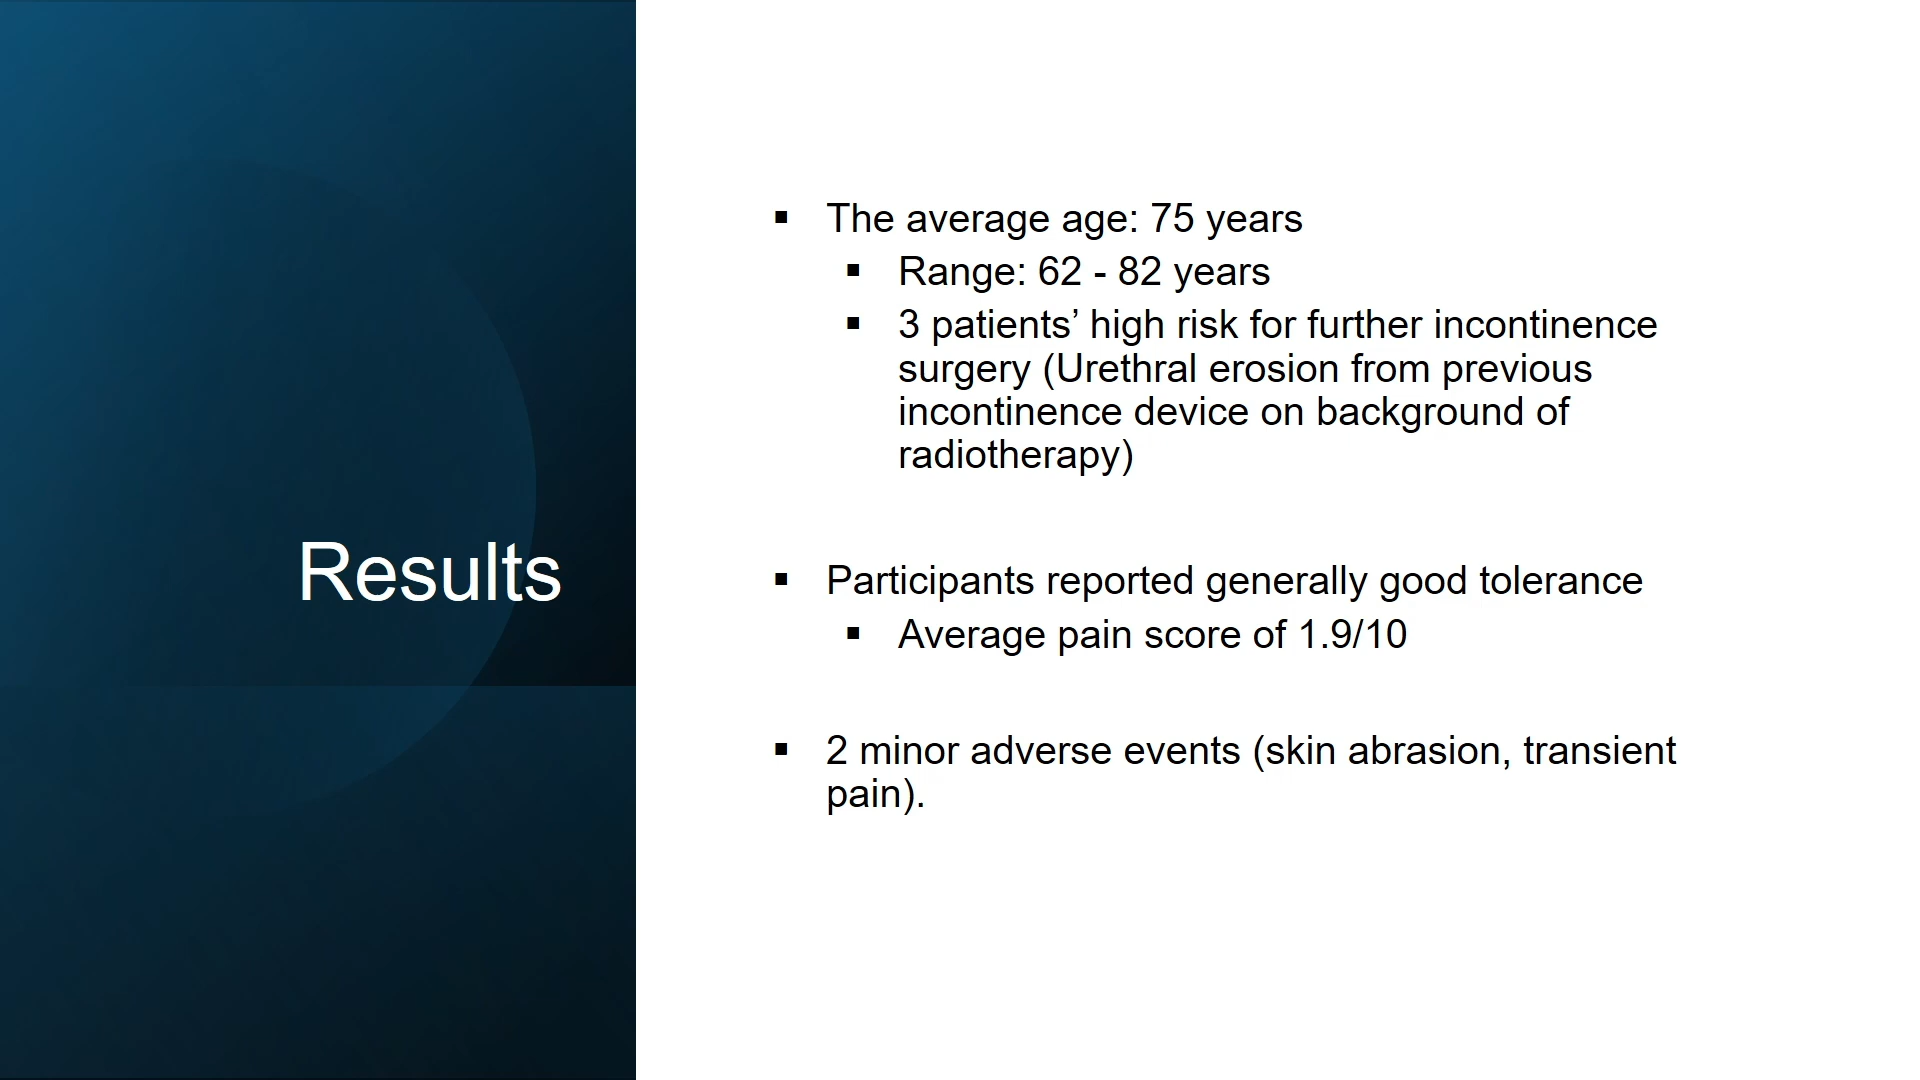 Results
▪ The average age: 75 years
▪ Range: 62 - 82 years
▪ 3 patients’ high risk for further incontinence
surgery (Urethral erosion from previous
incontinence device on background of
radiotherapy)
▪ Participants reported generally good tolerance
▪ Average pain score of 1.9/10
▪ 2 minor adverse events (skin abrasion, transient
pain).